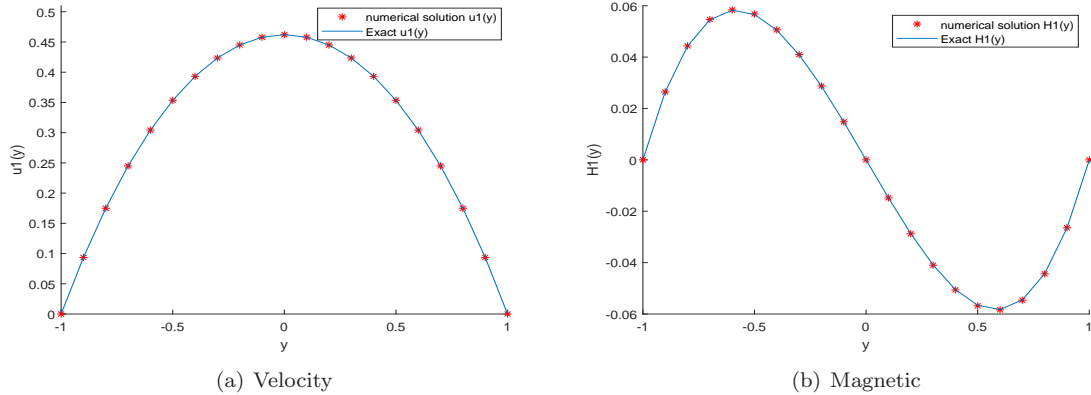 0.5
0.45
0.4
0.35
0.3
0.25
0.2
0.15
0.1
0.05
0
u1(y)
-1
-0.5
0
0.5
1
y
numerical solution u1(y)
Exact u1(y)
(a) Velocity
0.06
0.04
0.02
0
-0.02
-0.04
-0.06
H1(y)
-1
-0.5
0
0.5
1
y
numerical solution H1(y)
Exact H1(y)
(b) Magnetic